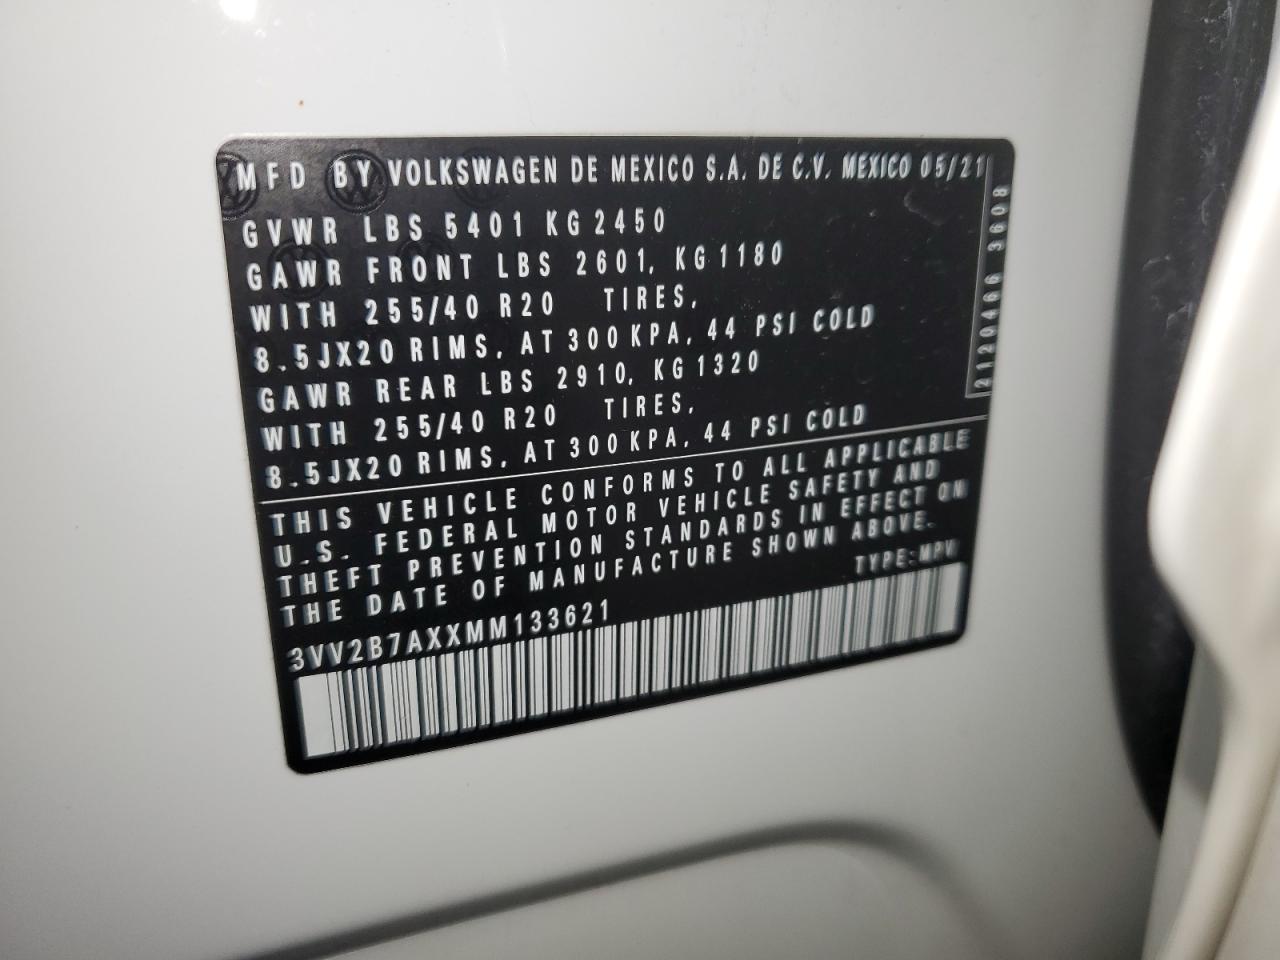 MFD BY VOLKSWAGEN DE MEXICO S.A. DE C.V. MEXICO 05/21
GVWR LBS 5401 KG 2450
GAWR FRONT LBS 2601, KG 1180
WITH 255/40 R20 TIRES,
8.5JX20 RIMS, AT 300 KPA, 44 PSI COLD
GAWR REAR LBS 2910, KG 1320
WITH 255/40 R20 TIRES,
8.5JX20 RIMS, AT 300 KPA, 44 PSI COLD
THIS VEHICLE CONFORMS TO ALL APPLICABLE
U.S. FEDERAL MOTOR VEHICLE SAFETY AND
THEFT PREVENTION STANDARDS IN EFFECT ON
THE DATE OF MANUFACTURE SHOWN ABOVE.
TYPE:MPV
3VV2B7AXXMM133621
2120466 3608